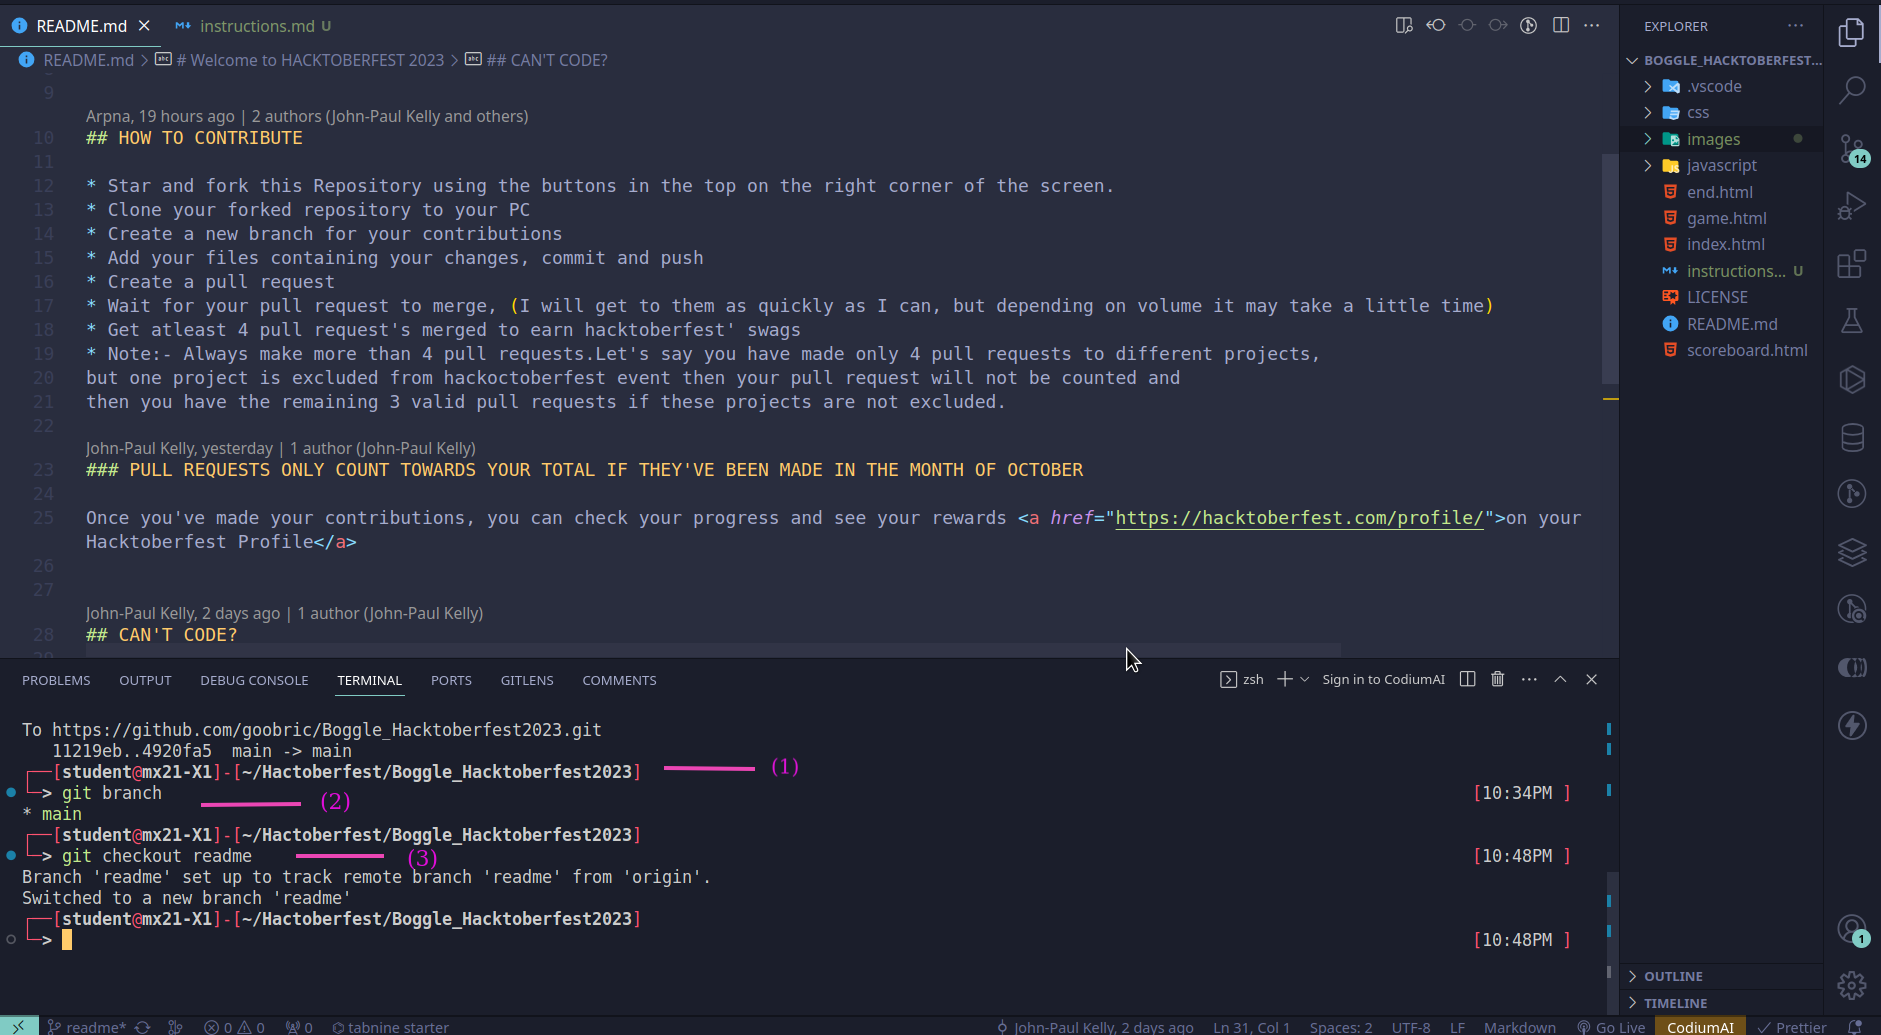 README.md
instructions.md U
README.md > # Welcome to HACKTOBERFEST 2023 > ## CAN'T CODE?
9
Arpna, 19 hours ago | 2 authors (John-Paul Kelly and others)
10 ## HOW TO CONTRIBUTE
11
12 * Star and fork this Repository using the buttons in the top on the right corner of the screen.
13 * Clone your forked repository to your PC
14 * Create a new branch for your contributions
15 * Add your files containing your changes, commit and push
16 * Create a pull request
17 * Wait for your pull request to merge, (I will get to them as quickly as I can, but depending on volume it may take a little time)
18 * Get atleast 4 pull request's merged to earn hacktoberfest' swags
19 * Note:- Always make more than 4 pull requests.Let's say you have made only 4 pull requests to different projects,
20 but one project is excluded from hackoctoberfest event then your pull request will not be counted and
21 then you have the remaining 3 valid pull requests if these projects are not excluded.
22
John-Paul Kelly, yesterday | 1 author (John-Paul Kelly)
23 ### PULL REQUESTS ONLY COUNT TOWARDS YOUR TOTAL IF THEY'VE BEEN MADE IN THE MONTH OF OCTOBER
24
25 Once you've made your contributions, you can check your progress and see your rewards <a href="https://hacktoberfest.com/profile/">on your
Hacktoberfest Profile</a>
26
27
John-Paul Kelly, 2 days ago | 1 author (John-Paul Kelly)
28 ## CAN'T CODE?
PROBLEMS OUTPUT DEBUG CONSOLE TERMINAL PORTS GITLENS COMMENTS
zsh Sign in to CodiumAI
To https://github.com/goobric/Boggle_Hacktoberfest2023.git
11219eb..4920fa5 main -> main
[student@mx21-X1]-[~/Hactoberfest/Boggle_Hacktoberfest2023] (1)
> git branch (2) [10:34PM ]
* main
[student@mx21-X1]-[~/Hactoberfest/Boggle_Hacktoberfest2023]
> git checkout readme (3) [10:48PM ]
Branch 'readme' set up to track remote branch 'readme' from 'origin'.
Switched to a new branch 'readme'
[student@mx21-X1]-[~/Hactoberfest/Boggle_Hacktoberfest2023]
> [10:48PM ]
EXPLORER
BOGGLE_HACKTOBERFEST...
.vscode
css
images
javascript
end.html
game.html
index.html
instructions... U
LICENSE
README.md
scoreboard.html
OUTLINE
TIMELINE
14
1
readme* 0 0 0 tabnine starter
John-Paul Kelly, 2 days ago Ln 31, Col 1 Spaces: 2 UTF-8 LF Markdown Go Live CodiumAI Prettier